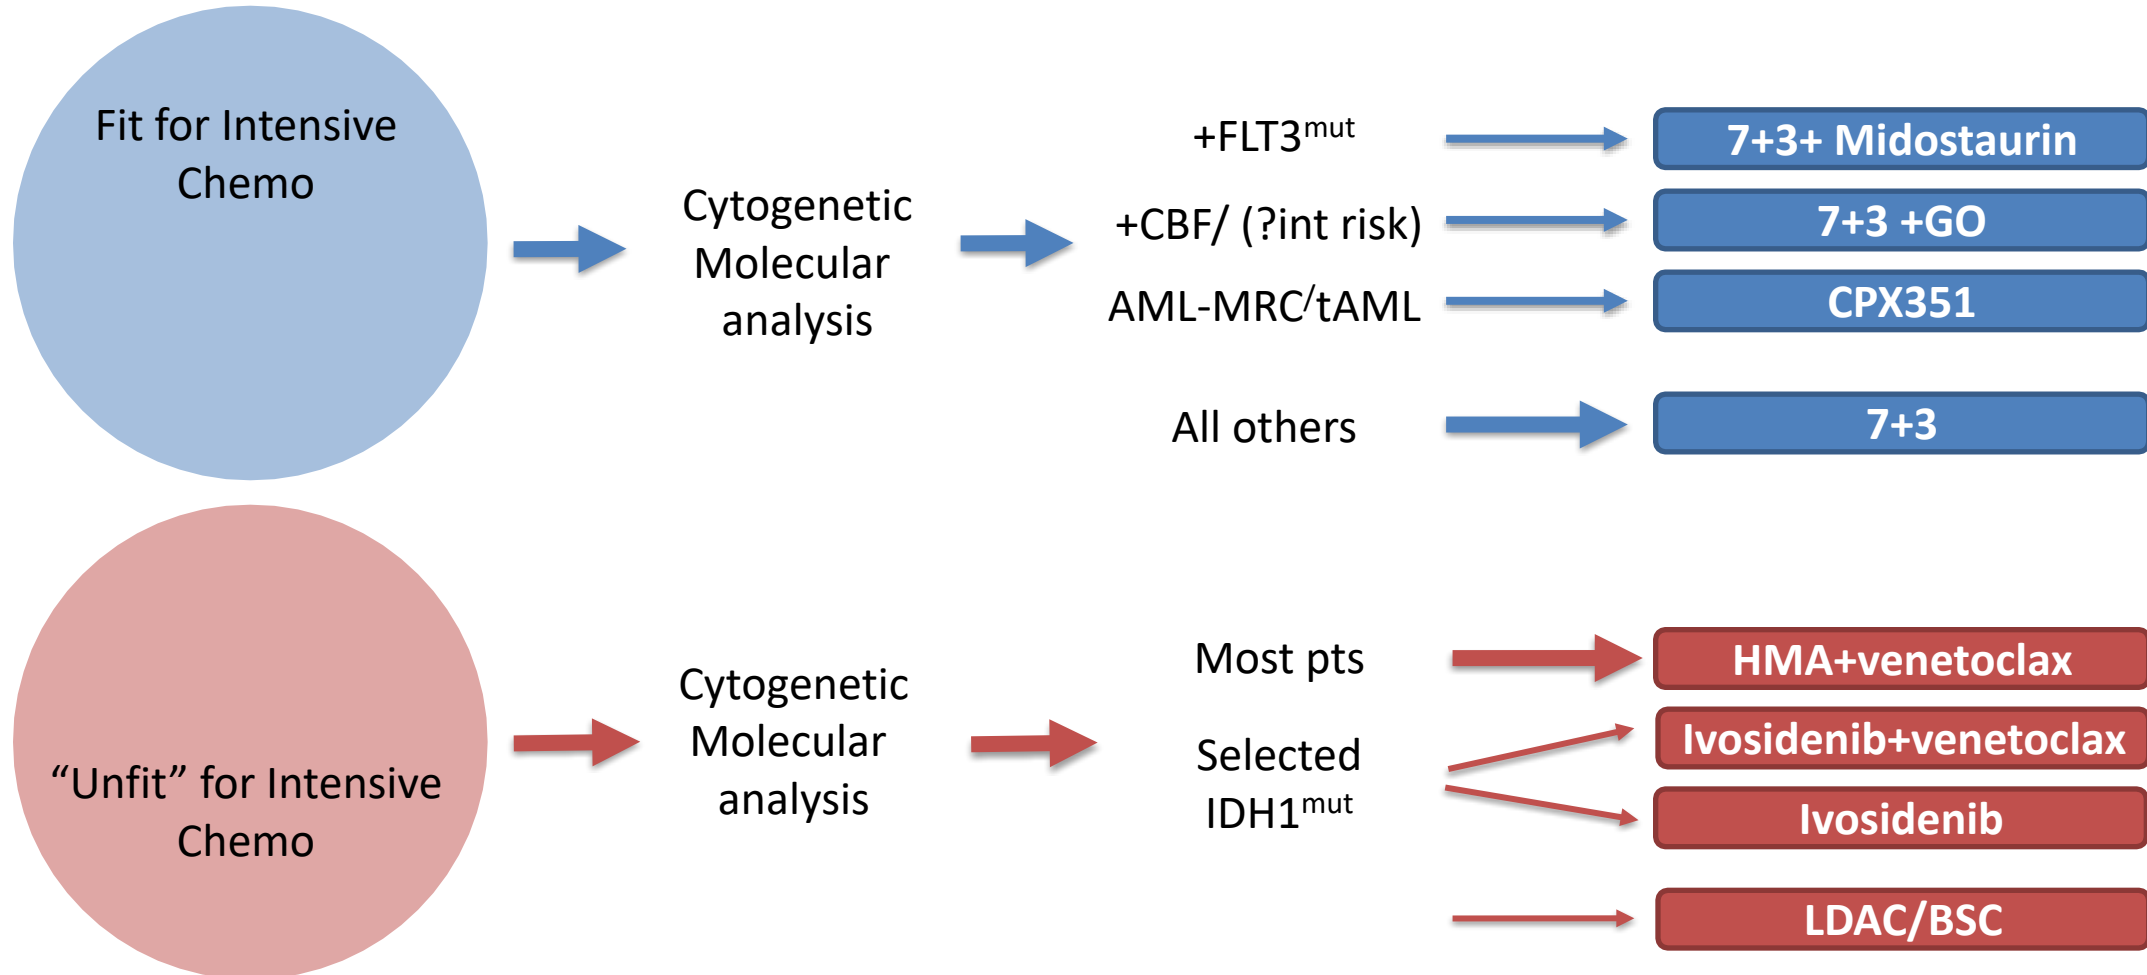 Fit for Intensive
Chemo
Cytogenetic
Molecular
analysis
+FLT3ᵐᵘᵗ
7+3+ Midostaurin
+CBF/ (?int risk)
7+3 +GO
AML-MRC/tAML
CPX351
All others
7+3
“Unfit” for Intensive
Chemo
Cytogenetic
Molecular
analysis
Most pts
HMA+venetoclax
Selected
IDH1ᵐᵘᵗ
Ivosidenib+venetoclax
Ivosidenib
LDAC/BSC